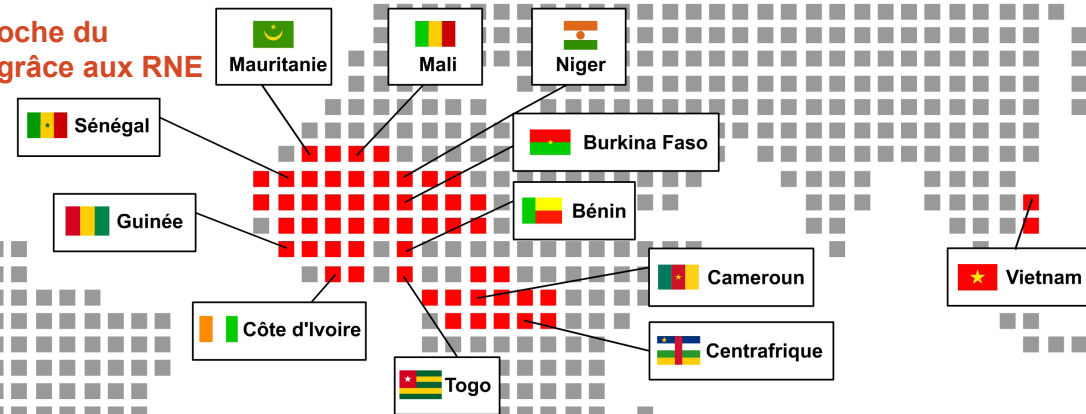 oche du
grâce aux RNE
Mauritanie
Mali
Niger
Sénégal
Burkina Faso
Guinée
Bénin
Cameroun
Vietnam
Côte d'Ivoire
Centrafrique
Togo